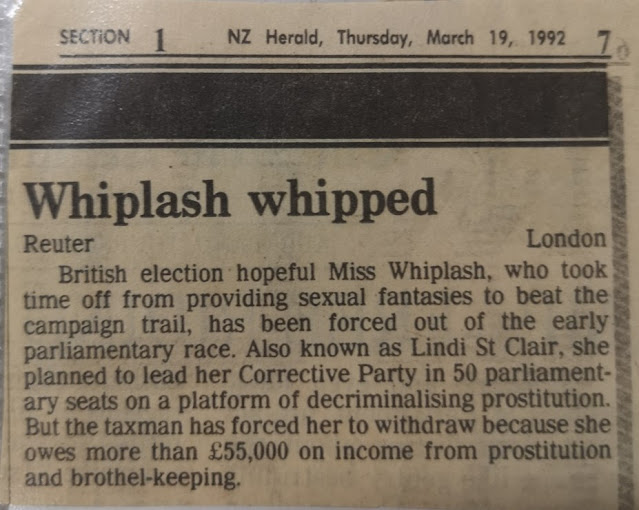 SECTION 1 NZ Herald, Thursday, March 19, 1992 7
Whiplash whipped
Reuter London
British election hopeful Miss Whiplash, who took
time off from providing sexual fantasies to beat the
campaign trail, has been forced out of the early
parliamentary race. Also known as Lindi St Clair, she
planned to lead her Corrective Party in 50 parliament-
ary seats on a platform of decriminalising prostitution.
But the taxman has forced her to withdraw because she
owes more than £55,000 on income from prostitution
and brothel-keeping.